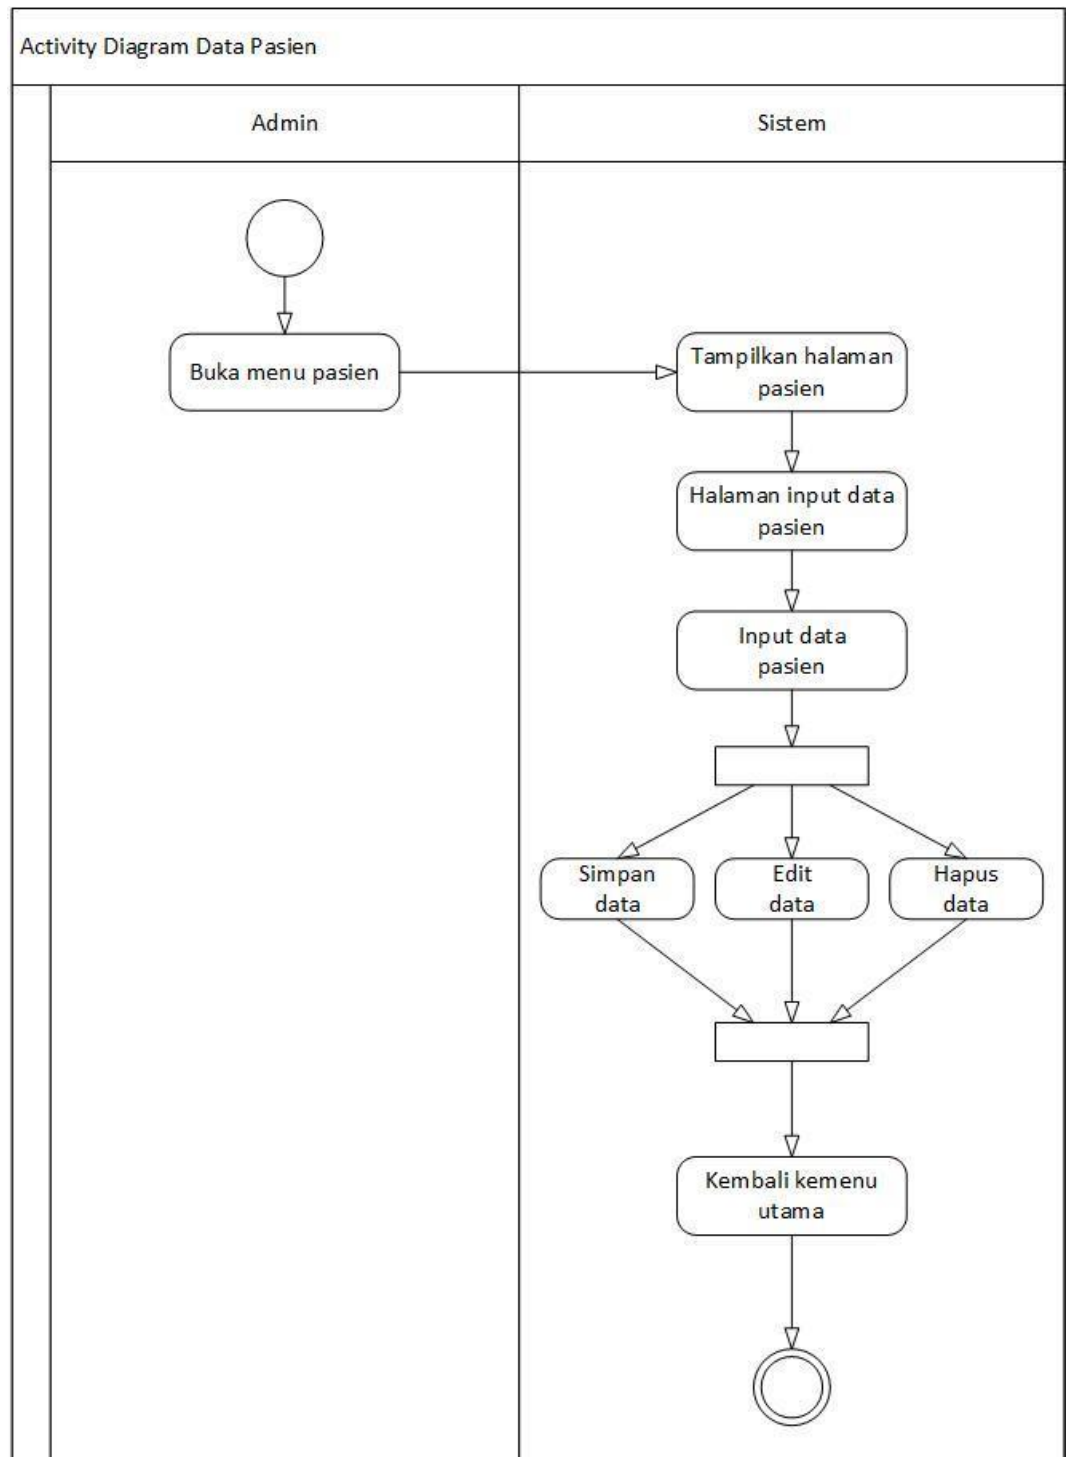 Activity Diagram Data Pasien
Admin
Sistem
Buka menu pasien
Tampilkan halaman
pasien
Halaman input data
pasien
Input data
pasien
Simpan
data
Edit
data
Hapus
data
Kembali kemenu
utama